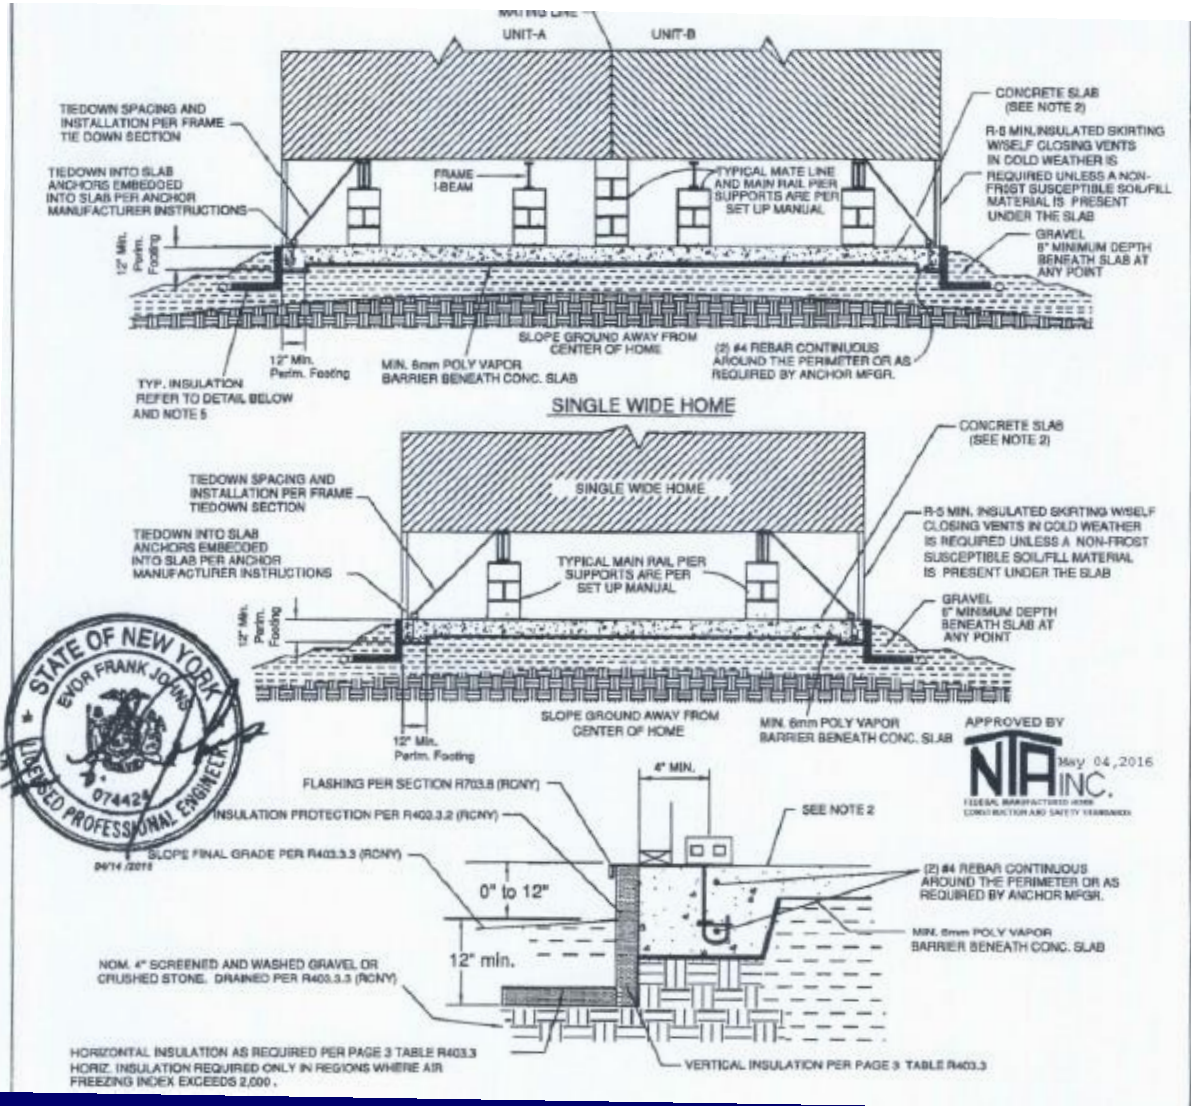 MATING LINE
UNIT-A
UNIT-B
TIEDOWN SPACING AND
INSTALLATION PER FRAME
TIE DOWN SECTION
TIEDOWN INTO SLAB
ANCHORS EMBEDDED
INTO SLAB PER ANCHOR
MANUFACTURER INSTRUCTIONS
FRAME
I-BEAM
TYPICAL MATE LINE
AND MAIN RAIL PIER
SUPPORTS ARE PER
SET UP MANUAL
CONCRETE SLAB
(SEE NOTE 2)
R-5 MIN.INSULATED SKIRTING
W/SELF CLOSING VENTS
IN COLD WEATHER IS
REQUIRED UNLESS A NON-
FROST SUSCEPTIBLE SOIL/FILL
MATERIAL IS PRESENT
UNDER THE SLAB
GRAVEL
6" MINIMUM DEPTH
BENEATH SLAB AT
ANY POINT
12" Min.
Perim.
Footing
12" Min.
Perim. Footing
SLOPE GROUND AWAY FROM
CENTER OF HOME
MIN. 6mm POLY VAPOR
BARRIER BENEATH CONC. SLAB
(2) #4 REBAR CONTINUOUS
AROUND THE PERIMETER OR AS
REQUIRED BY ANCHOR MFGR.
TYP. INSULATION
REFER TO DETAIL BELOW
AND NOTE 5
SINGLE WIDE HOME
CONCRETE SLAB
(SEE NOTE 2)
TIEDOWN SPACING AND
INSTALLATION PER FRAME
TIEDOWN SECTION
SINGLE WIDE HOME
TIEDOWN INTO SLAB
ANCHORS EMBEDDED
INTO SLAB PER ANCHOR
MANUFACTURER INSTRUCTIONS
TYPICAL MAIN RAIL PIER
SUPPORTS ARE PER
SET UP MANUAL
R-5 MIN. INSULATED SKIRTING W/SELF
CLOSING VENTS IN COLD WEATHER
IS REQUIRED UNLESS A NON-FROST
SUSCEPTIBLE SOIL/FILL MATERIAL
IS PRESENT UNDER THE SLAB
GRAVEL
6" MINIMUM DEPTH
BENEATH SLAB AT
ANY POINT
12" Min.
Perim.
Footing
12" Min.
Perim. Footing
SLOPE GROUND AWAY FROM
CENTER OF HOME
MIN. 6mm POLY VAPOR
BARRIER BENEATH CONC. SLAB
STATE OF NEW YORK
EVOR FRANK JOHNS
074424
LICENSED PROFESSIONAL ENGINEER
APPROVED BY
NTA INC.
May 04,2016
FEDERAL MANUFACTURED HOME
CONSTRUCTION AND SAFETY STANDARDS
FLASHING PER SECTION R703.8 (RCNY)
INSULATION PROTECTION PER R403.3.2 (RCNY)
SLOPE FINAL GRADE PER R403.3.3 (RCNY)
4" MIN.
SEE NOTE 2
0" to 12"
12" min.
(2) #4 REBAR CONTINUOUS
AROUND THE PERIMETER OR AS
REQUIRED BY ANCHOR MFGR.
MIN. 6mm POLY VAPOR
BARRIER BENEATH CONC. SLAB
NOM. 4" SCREENED AND WASHED GRAVEL OR
CRUSHED STONE. DRAINED PER R403.3.3 (RCNY)
HORIZONTAL INSULATION AS REQUIRED PER PAGE 3 TABLE R403.3
HORIZ. INSULATION REQUIRED ONLY IN REGIONS WHERE AIR
FREEZING INDEX EXCEEDS 2,000.
VERTICAL INSULATION PER PAGE 3 TABLE R403.3